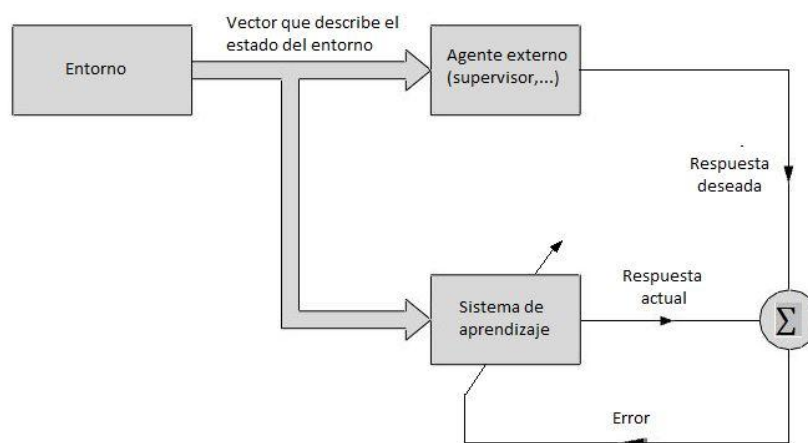 Vector que describe el
estado del entorno
Entorno
Agente externo
(supervisor,...)
Respuesta
deseada
Sistema de
aprendizaje
Respuesta
actual
Σ
Error